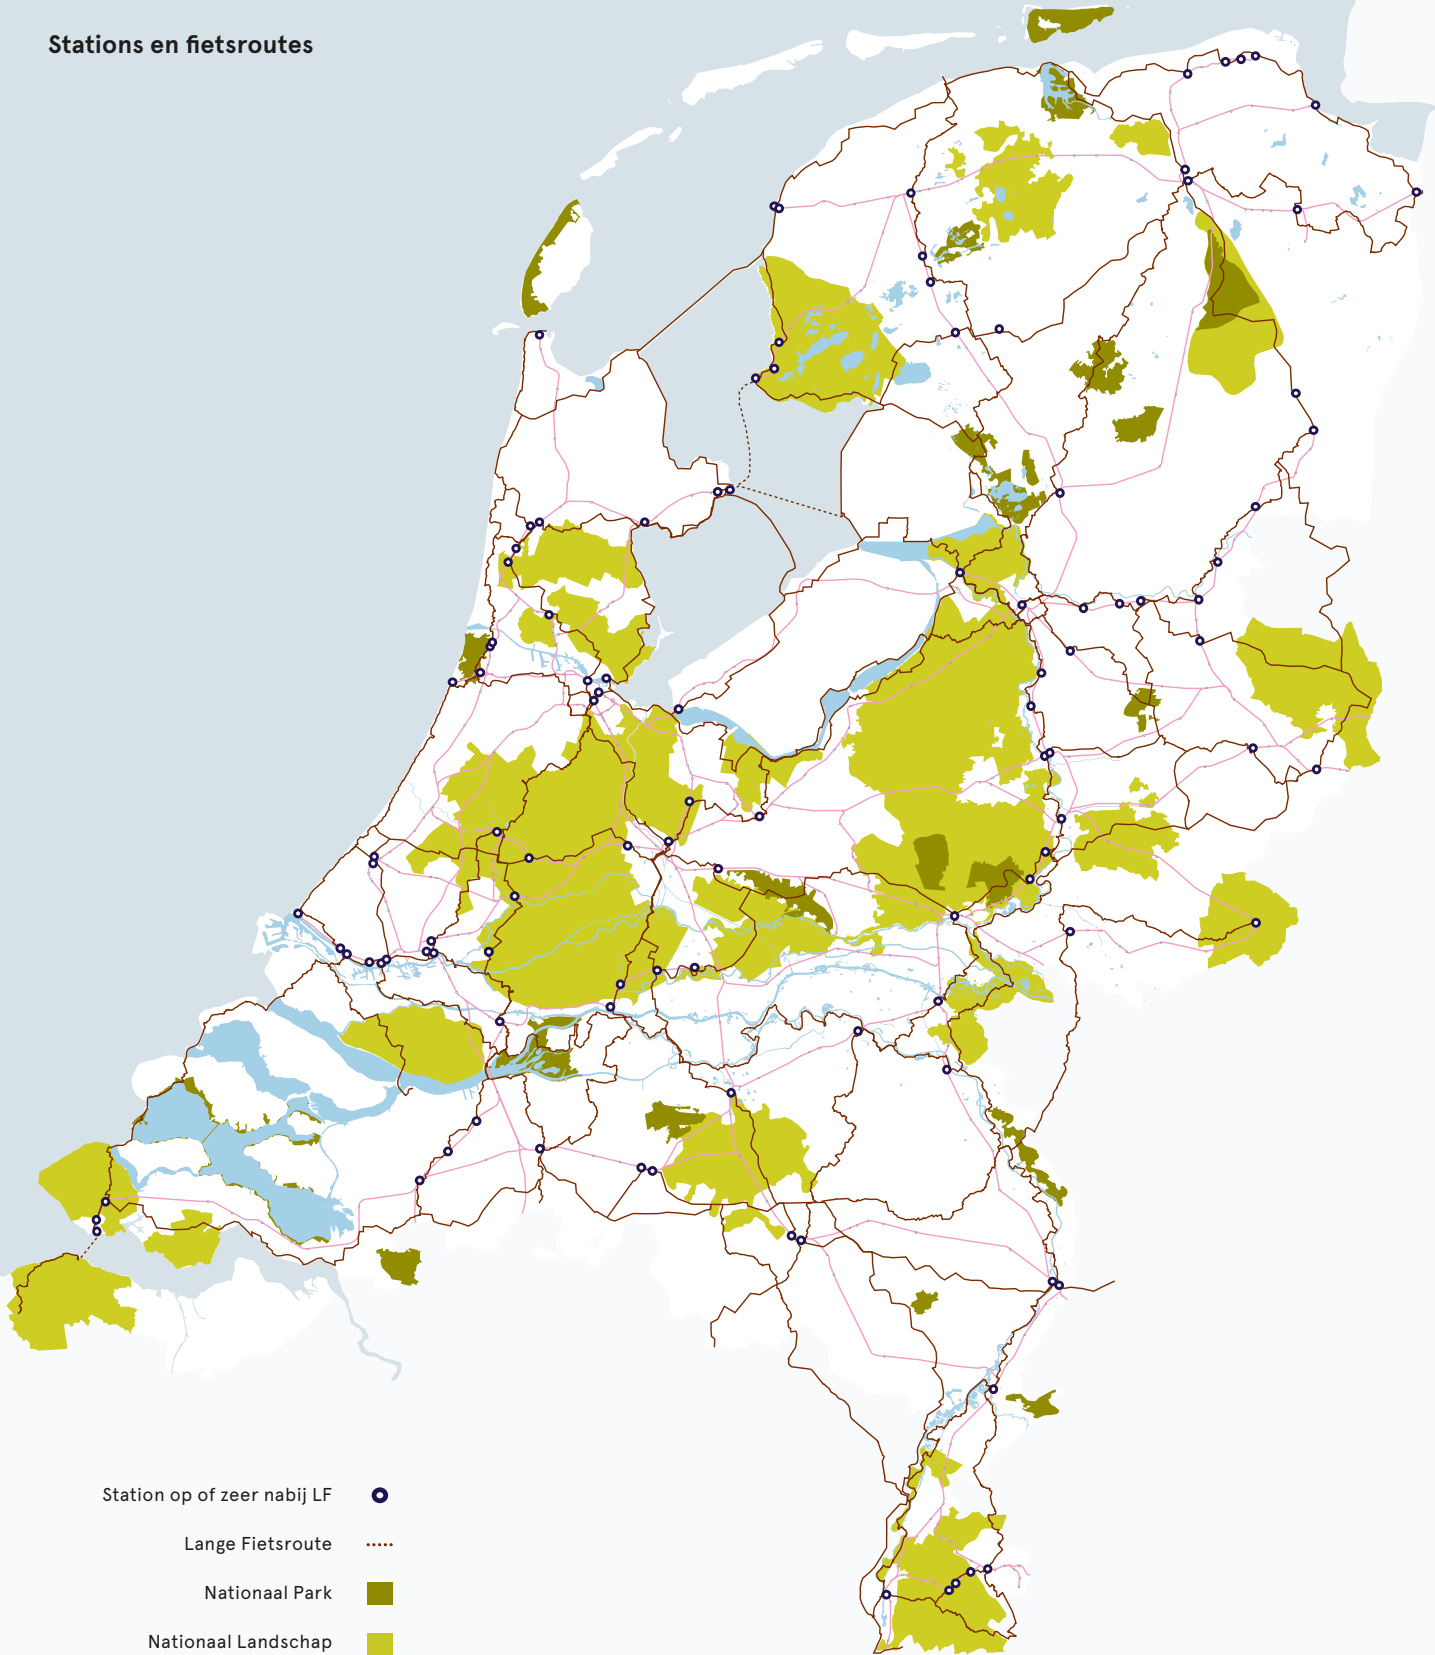 Stations en fietsroutes
Station op of zeer nabij LF
Lange Fietsroute
Nationaal Park
Nationaal Landschap